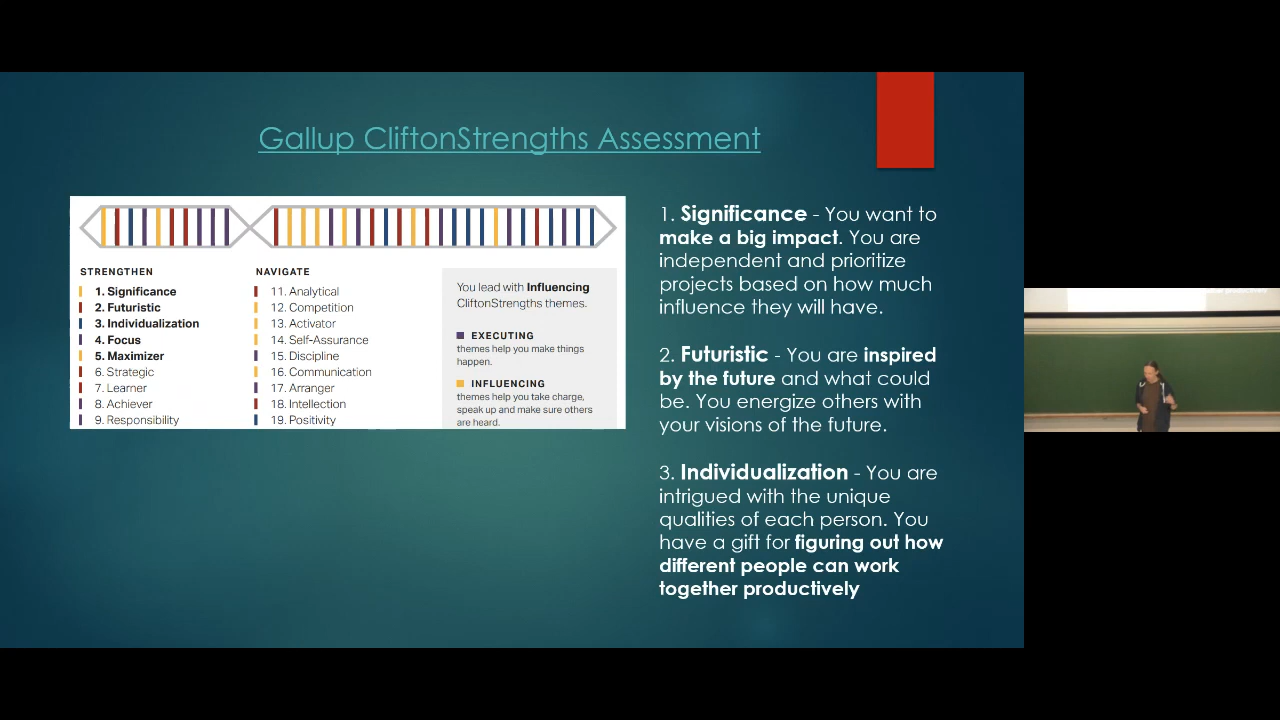 Gallup CliftonStrengths Assessment
STRENGTHEN
1. Significance
2. Futuristic
3. Individualization
4. Focus
5. Maximizer
6. Strategic
7. Learner
8. Achiever
9. Responsibility
NAVIGATE
11. Analytical
12. Competition
13. Activator
14. Self-Assurance
15. Discipline
16. Communication
17. Arranger
18. Intellection
19. Positivity
You lead with Influencing
CliftonStrengths themes.
EXECUTING
themes help you make things
happen.
INFLUENCING
themes help you take charge,
speak up and make sure others
are heard.
1. Significance - You want to
make a big impact. You are
independent and prioritize
projects based on how much
influence they will have.
2. Futuristic - You are inspired
by the future and what could
be. You energize others with
your visions of the future.
3. Individualization - You are
intrigued with the unique
qualities of each person. You
have a gift for figuring out how
different people can work
together productively